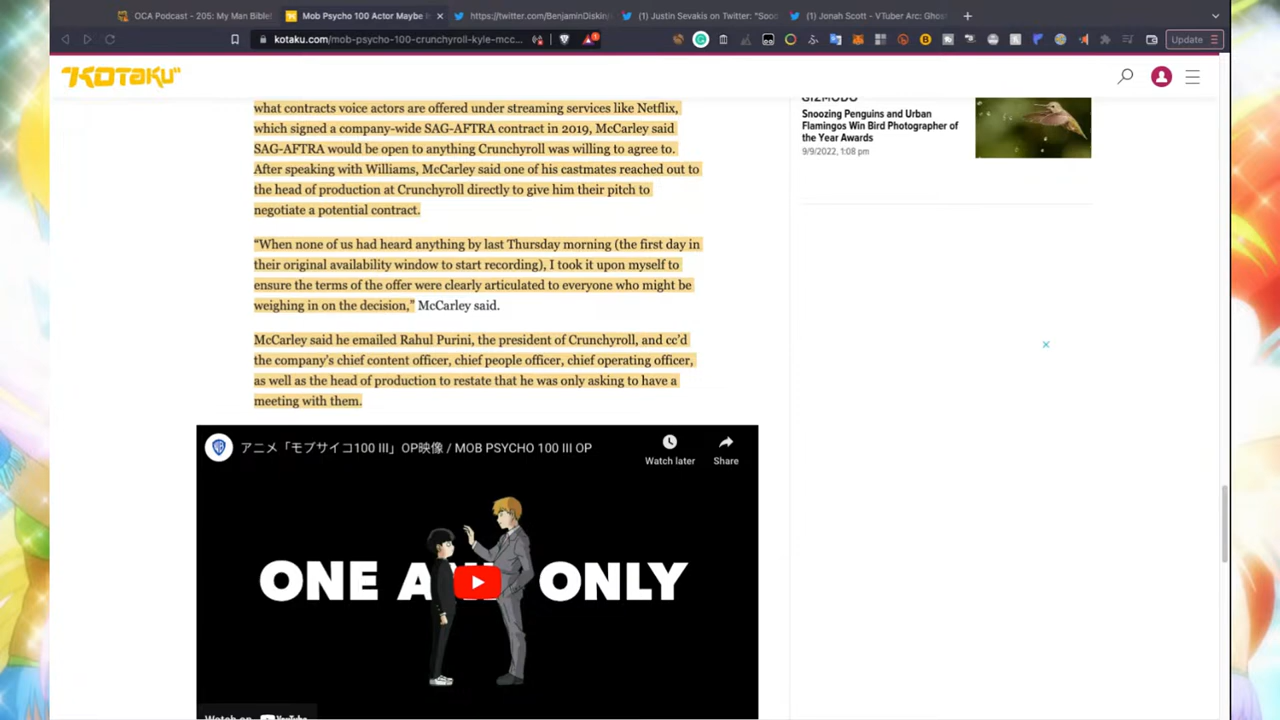 OCA Podcast - 205: My Man Bible!
Mob Psycho 100 Actor Maybe
https://twitter.com/BenjaminDiskin/
(1) Justin Sevakis on Twitter: "Sooo
(1) Jonah Scott - VTuber Arc: Ghos
kotaku.com/mob-psycho-100-crunchyroll-kyle-mcc...
Update
KOTAKU
what contracts voice actors are offered under streaming services like Netflix,
which signed a company-wide SAG-AFTRA contract in 2019, McCarley said
SAG-AFTRA would be open to anything Crunchyroll was willing to agree to.
After speaking with Williams, McCarley said one of his castmates reached out to
the head of production at Crunchyroll directly to give him their pitch to
negotiate a potential contract.
“When none of us had heard anything by last Thursday morning (the first day in
their original availability window to start recording), I took it upon myself to
ensure the terms of the offer were clearly articulated to everyone who might be
weighing in on the decision,” McCarley said.
McCarley said he emailed Rahul Purini, the president of Crunchyroll, and cc’d
the company’s chief content officer, chief people officer, chief operating officer,
as well as the head of production to restate that he was only asking to have a
meeting with them.
アニメ「モブサイコ100 III」OP映像 / MOB PSYCHO 100 III OP
Watch later
Share
ONE A ONLY
Watch on YouTube
GIZMODO
Snoozing Penguins and Urban
Flamingos Win Bird Photographer of
the Year Awards
9/9/2022, 1:08 pm